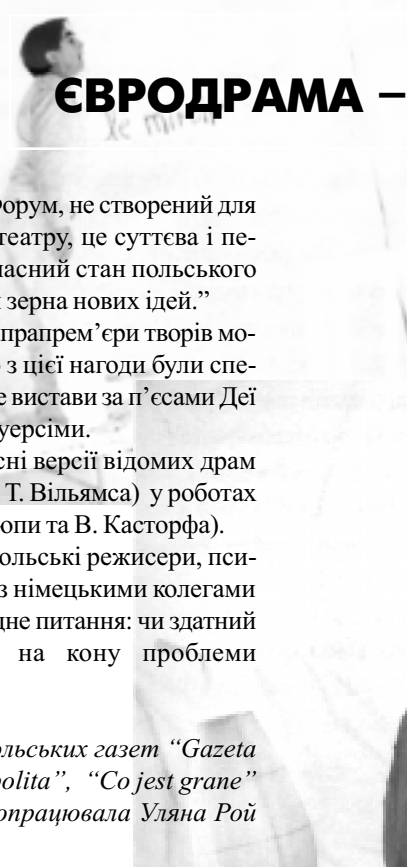 ЄВРОДРАМА –
Форум, не створений для
театру, це суттєва і пе-
часний стан польського
зерна нових ідей.”
прапрем’єри творів мо-
з цієї нагоди були спе-
е вистави за п’єсами Деї
уерсіми.
сні версії відомих драм
Т. Вільямса) у роботах
юпи та В. Касторфа).
ольські режисери, пси-
з німецькими колегами
дне питання: чи здатний
на кону проблеми
ольських газет “Gazeta
polita”, “Co jest grane”
опрацювала Уляна Рой